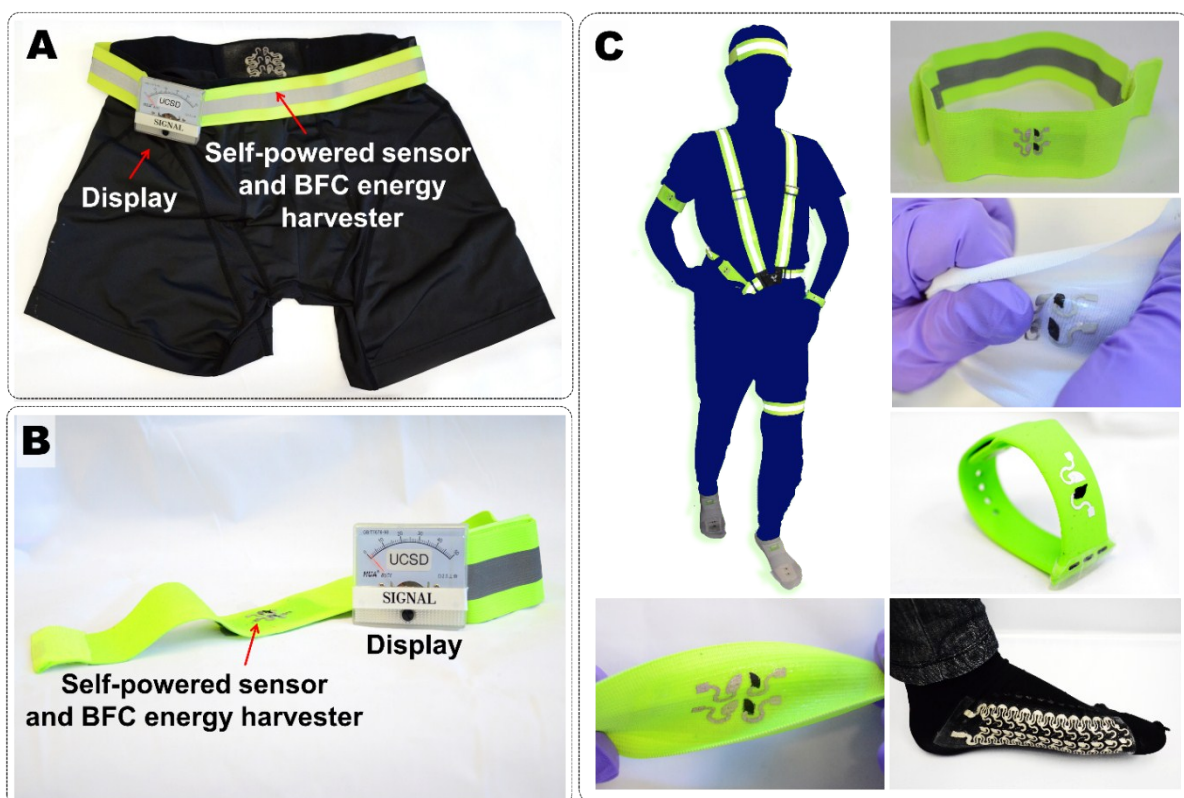 A
UCSD
SIGNAL
Display
Self-powered sensor
and BFC energy
harvester
B
UCSD
SIGNAL
Display
Self-powered sensor
and BFC energy harvester
C